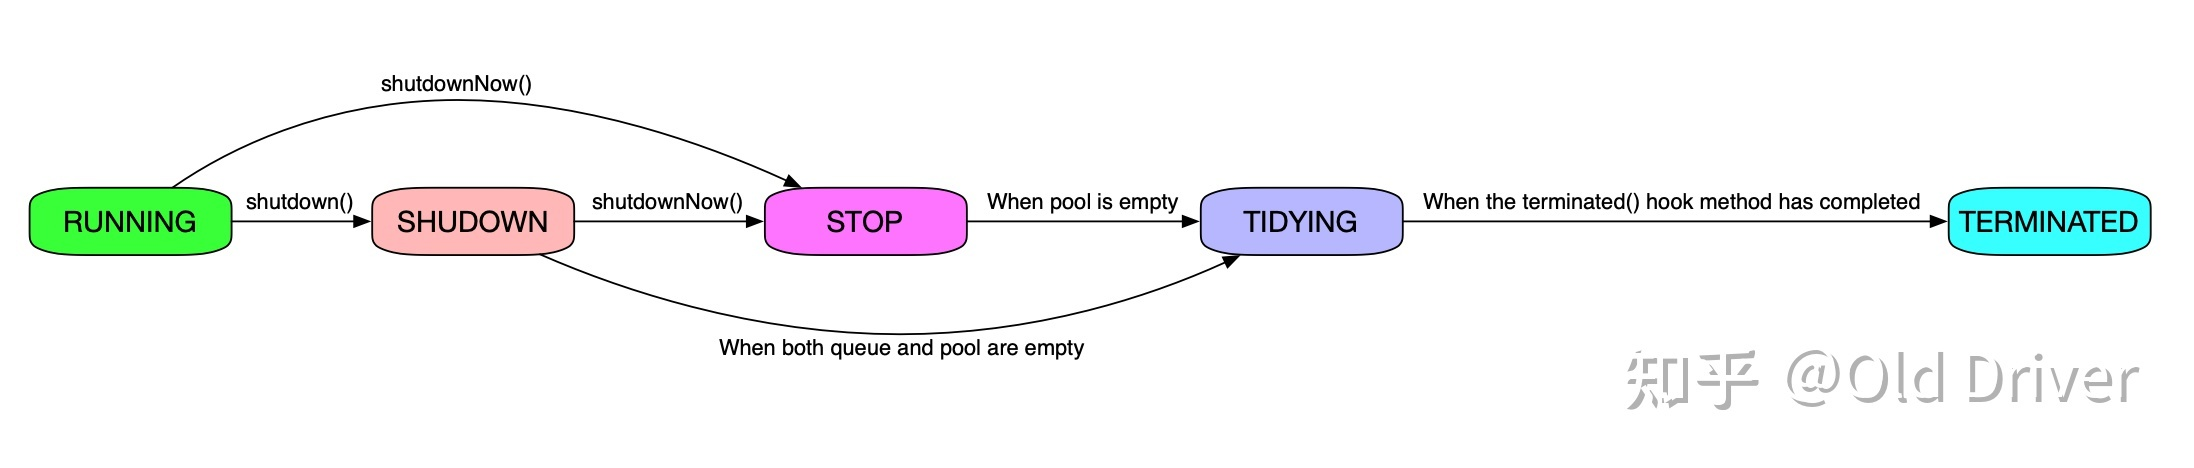 shutdownNow()
RUNNING shutdown() SHUDOWN shutdownNow() STOP When pool is empty TIDYING When the terminated() hook method has completed TERMINATED
When both queue and pool are empty
知乎 @Old Driver